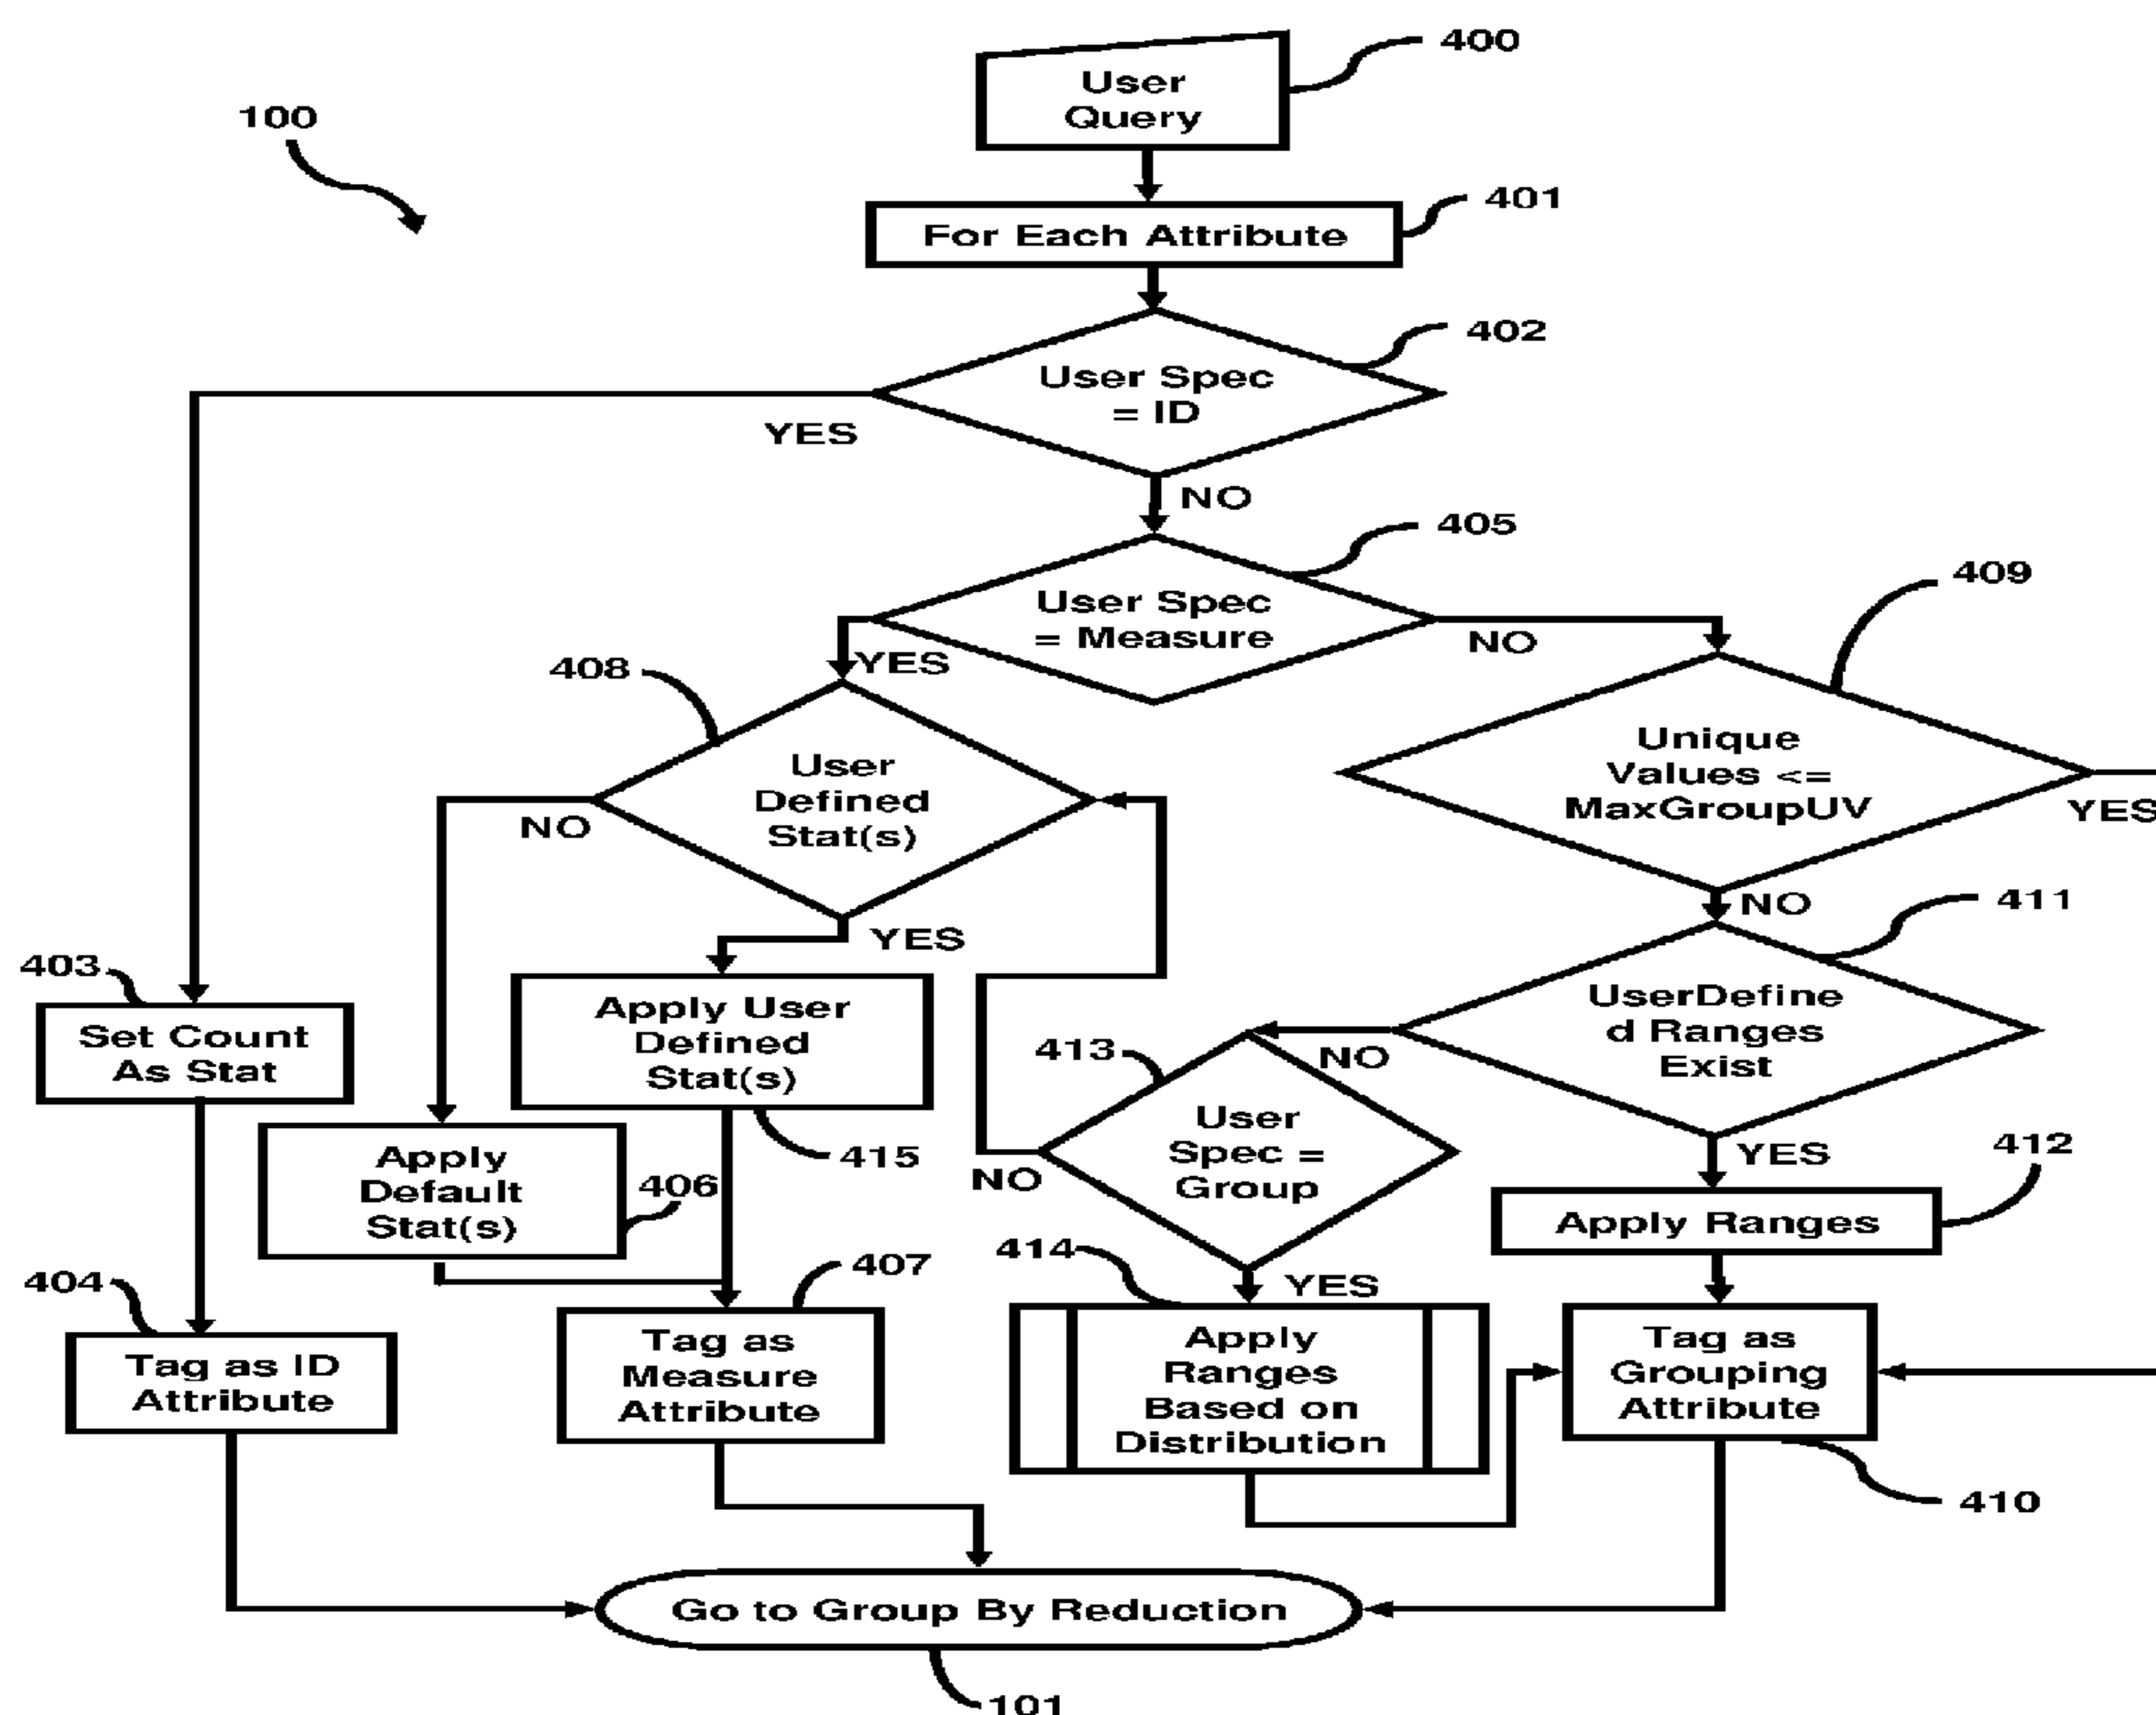 400
User
Query
100
401
For Each Attribute
402
User Spec
= ID
YES
NO
405
User Spec
= Measure
409
YES
NO
408
Unique
Values <=
MaxGroupUV
YES
User
Defined
Stat(s)
NO
NO
411
YES
403
Set Count
As Stat
Apply User
Defined
Stat(s)
415
UserDefine
d Ranges
Exist
NO
413
User
Spec =
Group
NO
YES
412
Apply
Default
Stat(s)
406
Apply Ranges
404
Tag as ID
Attribute
407
Tag as
Measure
Attribute
414
YES
Apply
Ranges
Based on
Distribution
Tag as
Grouping
Attribute
410
Go to Group By Reduction
101